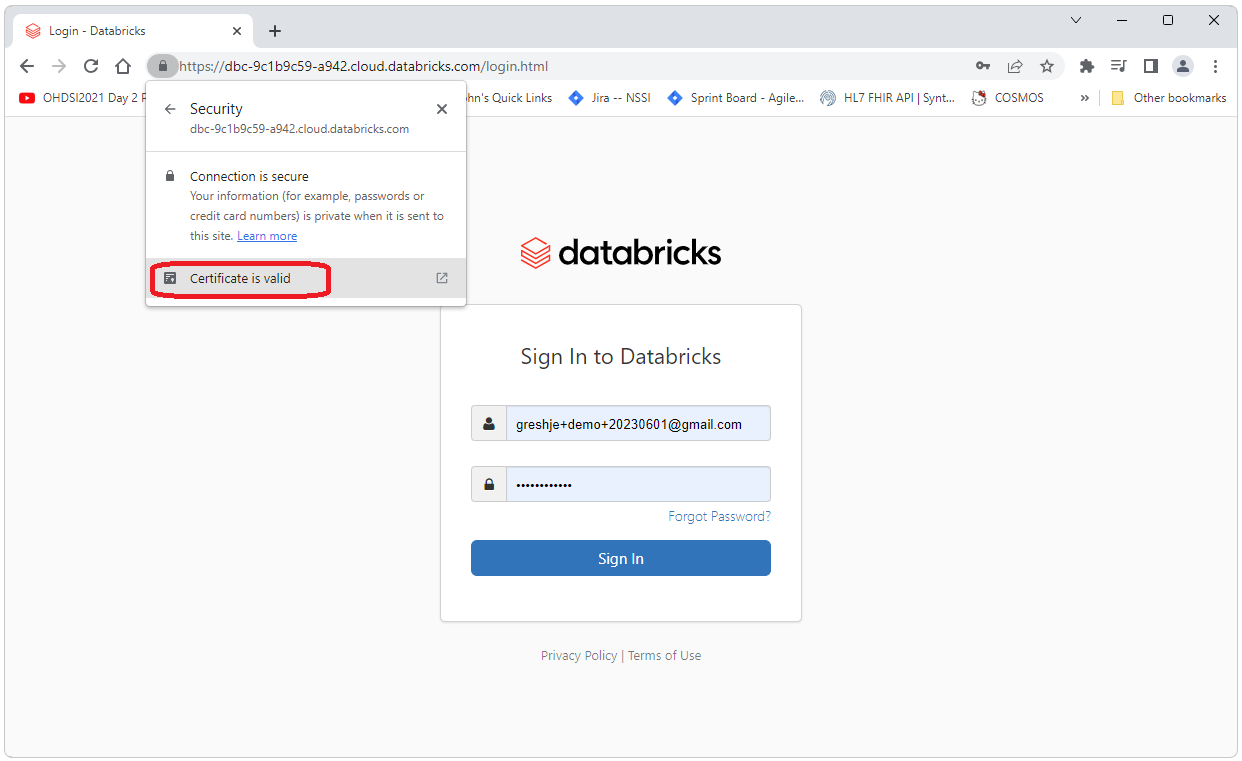 Login - Databricks
https://dbc-9c1b9c59-a942.cloud.databricks.com/login.html
OHDSI2021 Day 2 P
hn's Quick Links
Jira -- NSSI
Sprint Board - Agile...
HL7 FHIR API | Synt...
COSMOS
»
Other bookmarks
Security
dbc-9c1b9c59-a942.cloud.databricks.com
Connection is secure
Your information (for example, passwords or
credit card numbers) is private when it is sent to
this site. Learn more
Certificate is valid
databricks
Sign In to Databricks
greshje+demo+20230601@gmail.com
••••••••••••
Forgot Password?
Sign In
Privacy Policy | Terms of Use